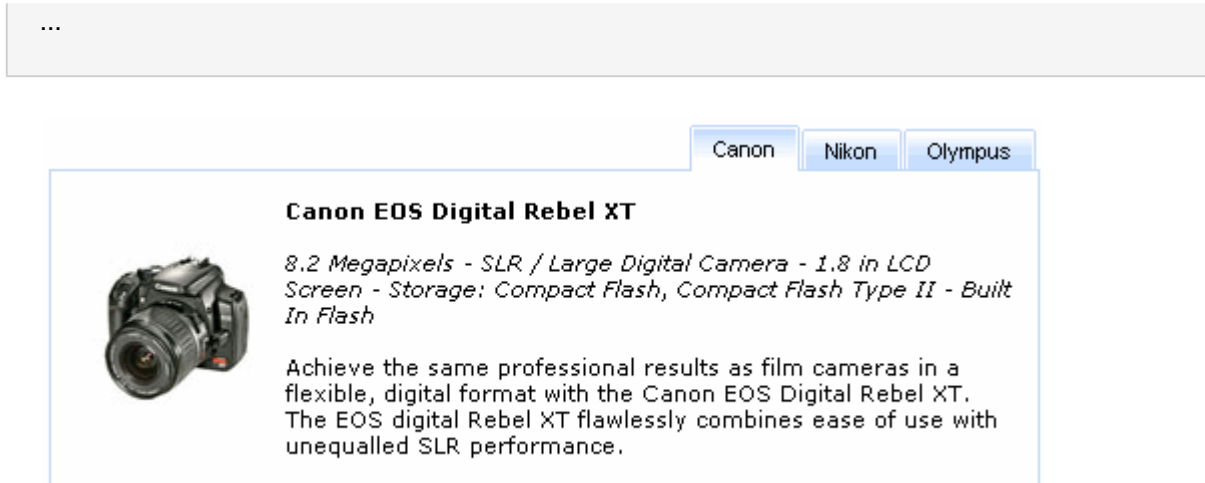 ...
Canon Nikon Olympus
Canon EOS Digital Rebel XT
8.2 Megapixels - SLR / Large Digital Camera - 1.8 in LCD
Screen - Storage: Compact Flash, Compact Flash Type II - Built
In Flash
Achieve the same professional results as film cameras in a
flexible, digital format with the Canon EOS Digital Rebel XT.
The EOS digital Rebel XT flawlessly combines ease of use with
unequalled SLR performance.
Canon